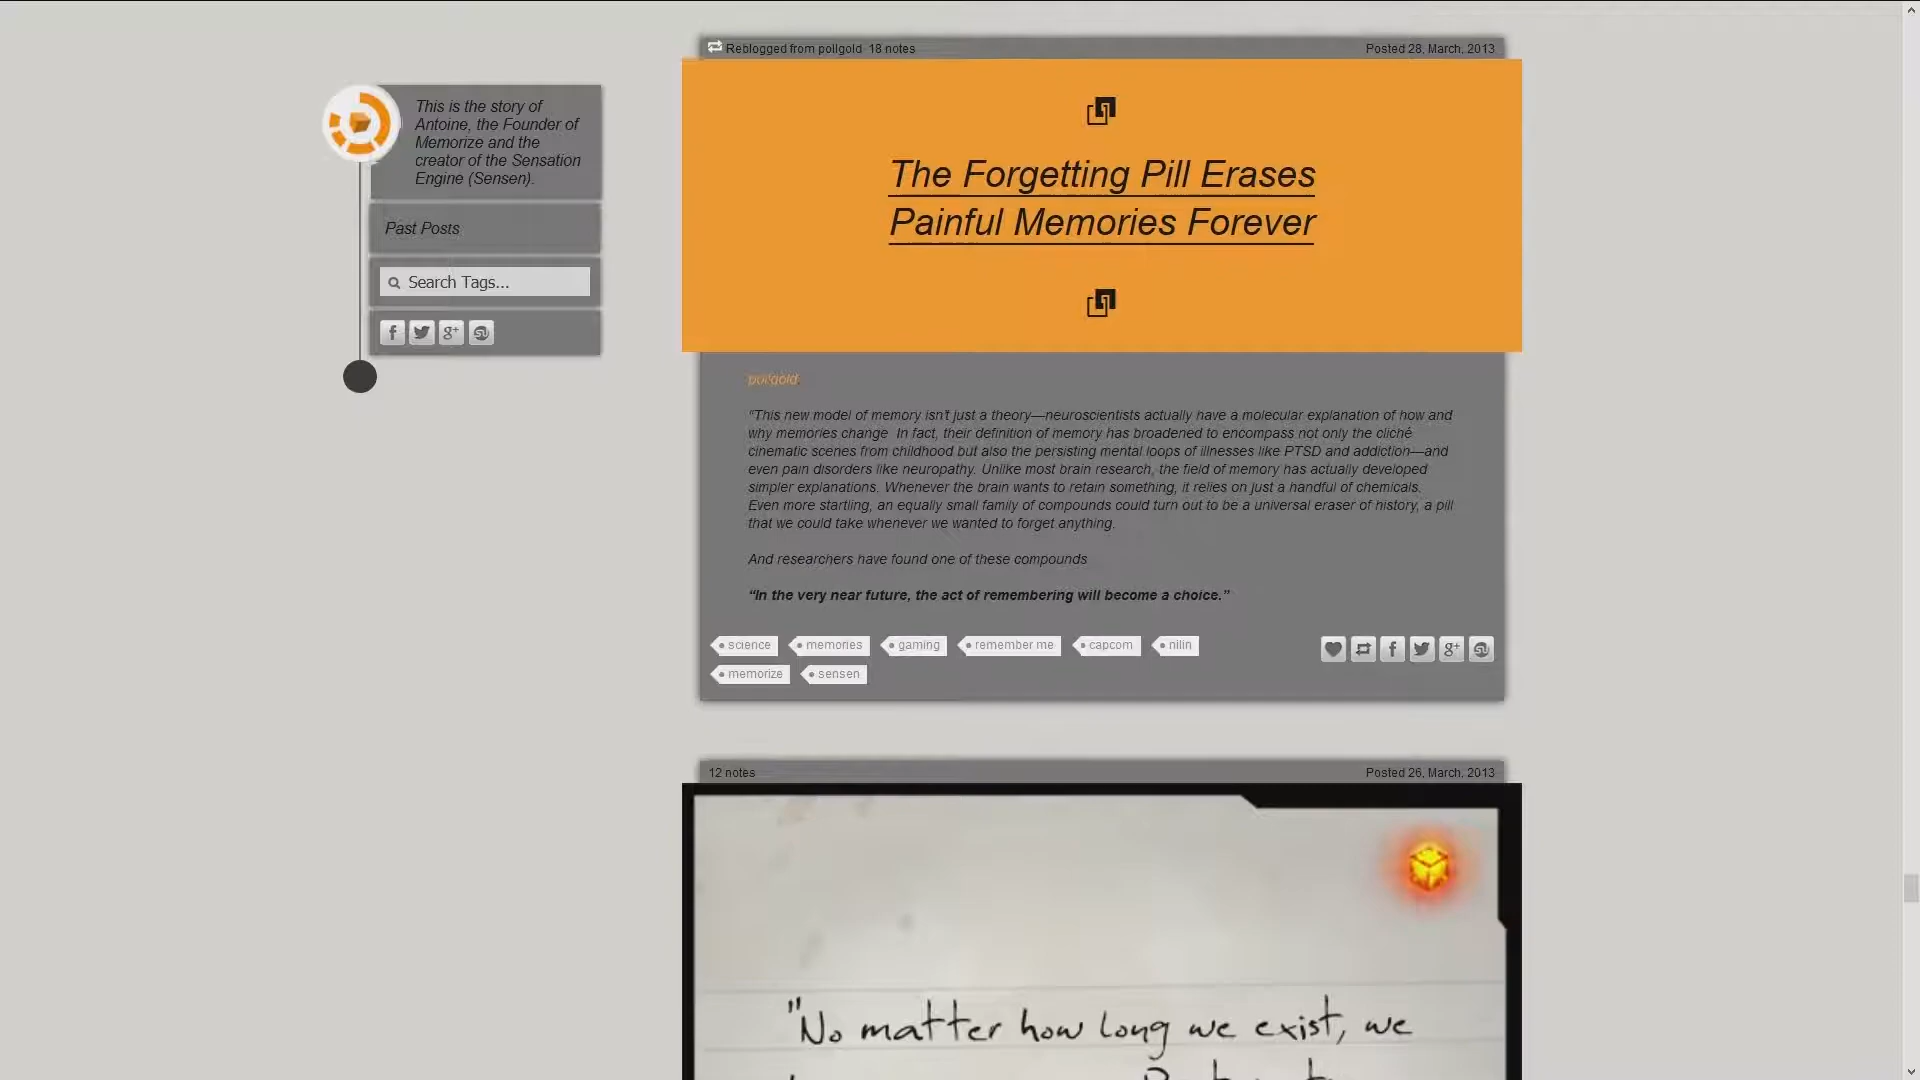 This is the story of
Antoine, the Founder of
Memorize and the
creator of the Sensation
Engine (Sensen).
Past Posts
Search Tags...
Reblogged from poligold 18 notes
Posted 28, March, 2013
The Forgetting Pill Erases
Painful Memories Forever
poligold:
“This new model of memory isn't just a theory—neuroscientists actually have a molecular explanation of how and
why memories change In fact, their definition of memory has broadened to encompass not only the cliché
cinematic scenes from childhood but also the persisting mental loops of illnesses like PTSD and addiction—and
even pain disorders like neuropathy. Unlike most brain research, the field of memory has actually developed
simpler explanations. Whenever the brain wants to retain something, it relies on just a handful of chemicals.
Even more startling, an equally small family of compounds could turn out to be a universal eraser of history, a pill
that we could take whenever we wanted to forget anything.
And researchers have found one of these compounds
“In the very near future, the act of remembering will become a choice.”
science memories gaming remember me capcom nilin
memorize sensen
12 notes
Posted 26, March, 2013
"No matter how long we exist, we